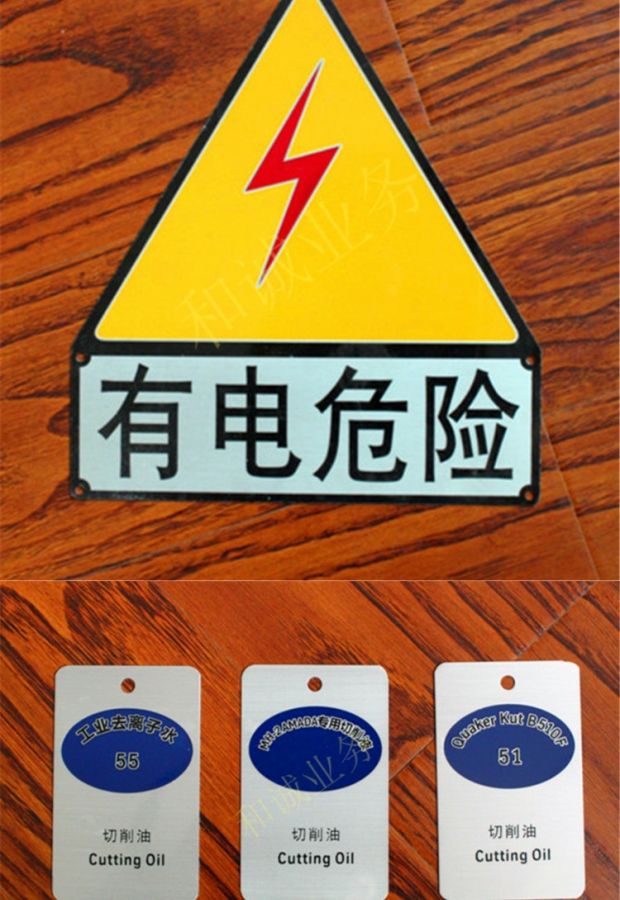 和诚业务
有电危险
工业去离子水
55
切削油
Cutting Oil
AMADA专用切削液
和诚业务
切削油
Cutting Oil
Quaker Kut B510F
51
切削油
Cutting Oil